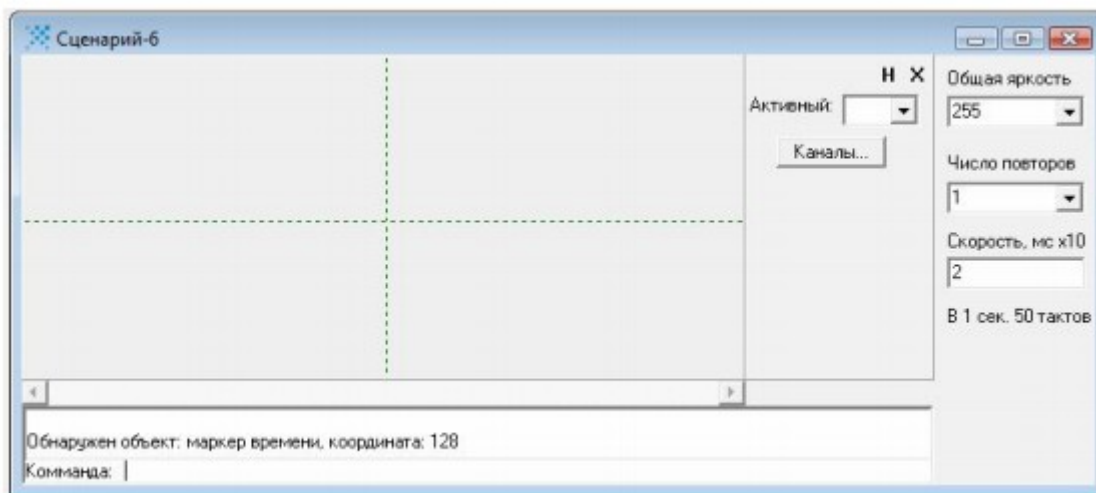 Сценарий-6
H X
Активный:
Каналы...
Общая яркость
255
Число повторов
1
Скорость, мс x10
2
В 1 сек. 50 тактов
Обнаружен объект: маркер времени, координата: 128
Комманда: